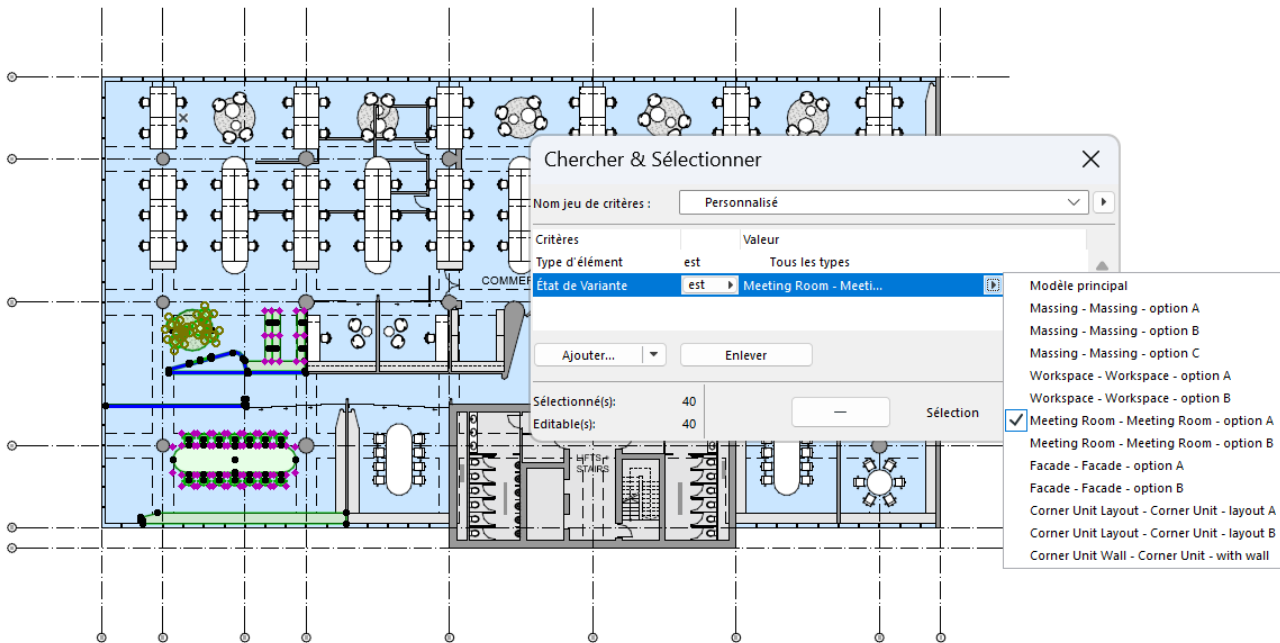 Chercher & Sélectionner
Nom jeu de critères :
Personnalisé
Critères
Valeur
Type d'élément
est
Tous les types
État de Variante
est
Meeting Room - Meeti...
Ajouter...
Enlever
Sélectionné(s):
40
Editable(s):
40
Sélection
Modèle principal
Massing - Massing - option A
Massing - Massing - option B
Massing - Massing - option C
Workspace - Workspace - option A
Workspace - Workspace - option B
Meeting Room - Meeting Room - option A
Meeting Room - Meeting Room - option B
Facade - Facade - option A
Facade - Facade - option B
Corner Unit Layout - Corner Unit - layout A
Corner Unit Layout - Corner Unit - layout B
Corner Unit Wall - Corner Unit - with wall
COMMER
LIFTS +
STAIRS